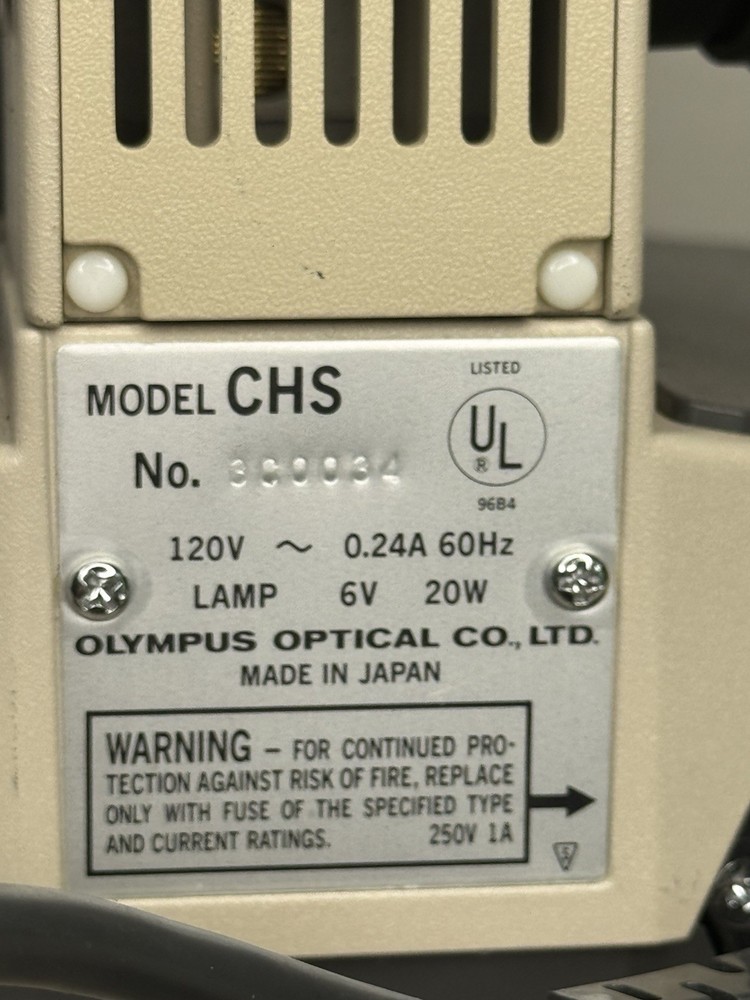 MODEL CHS
LISTED
UL
®
No. 3C0034
96B4
120V ~ 0.24A 60Hz
LAMP 6V 20W
OLYMPUS OPTICAL CO., LTD.
MADE IN JAPAN
WARNING – FOR CONTINUED PRO-
TECTION AGAINST RISK OF FIRE, REPLACE
ONLY WITH FUSE OF THE SPECIFIED TYPE
AND CURRENT RATINGS. 250V 1A